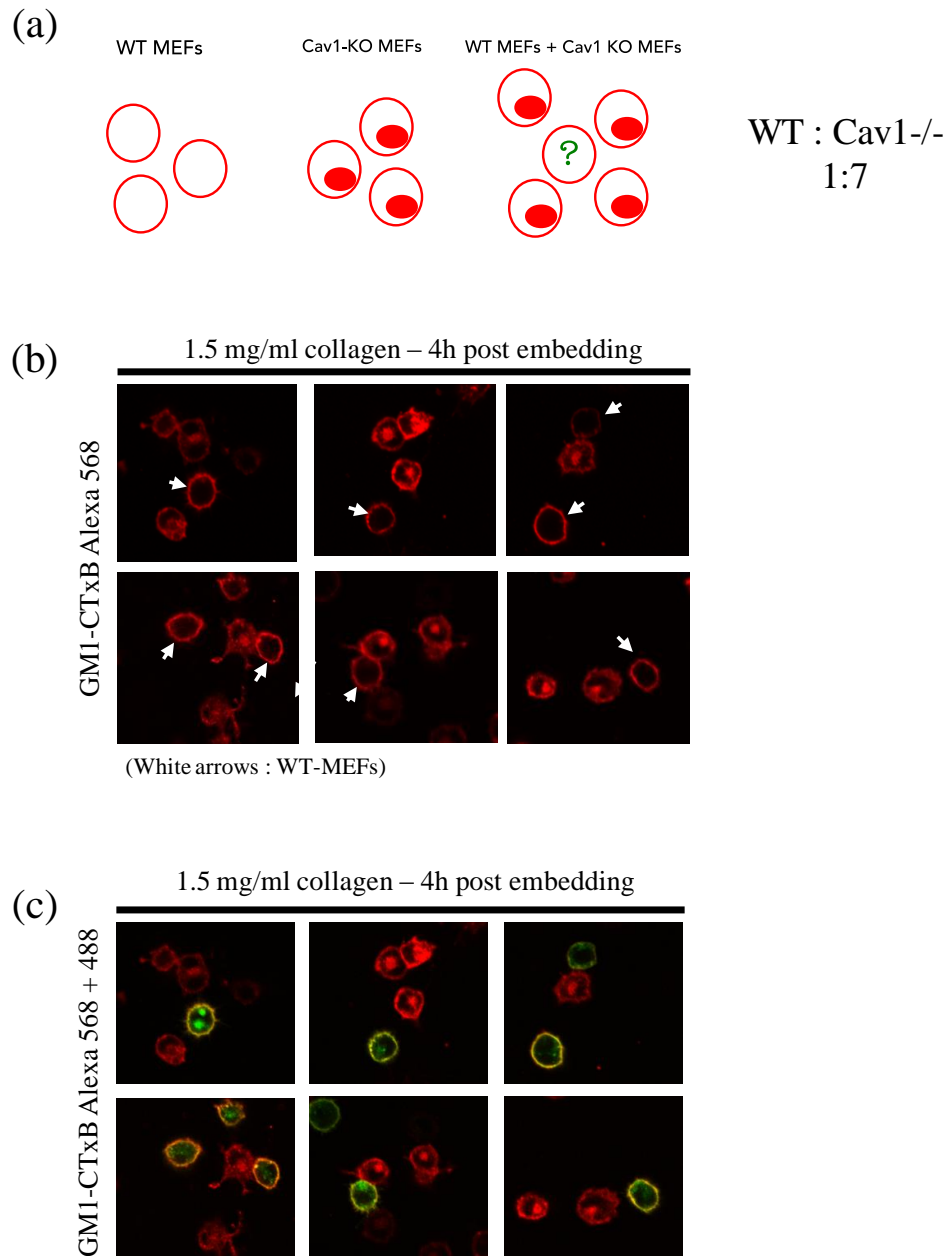 (a)
WT MEFs
Cav1-KO MEFs
WT MEFs + Cav1 KO MEFs
?
WT : Cav1-/-
1:7
(b)
1.5 mg/ml collagen – 4h post embedding
GM1-CTxB Alexa 568
(White arrows : WT-MEFs)
(c)
1.5 mg/ml collagen – 4h post embedding
GM1-CTxB Alexa 568 + 488